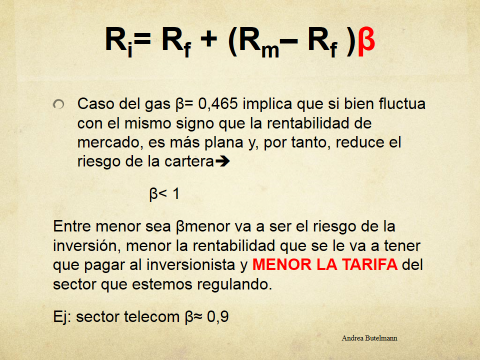 Ri= Rf + (Rm– Rf )β
Caso del gas β= 0,465 implica que si bien fluctua
con el mismo signo que la rentabilidad de
mercado, es más plana y, por tanto, reduce el
riesgo de la cartera➔
β< 1
Entre menor sea βmenor va a ser el riesgo de la
inversión, menor la rentabilidad que se le va a tener
que pagar al inversionista y MENOR LA TARIFA del
sector que estemos regulando.
Ej: sector telecom β≈ 0,9
Andrea Butelmann